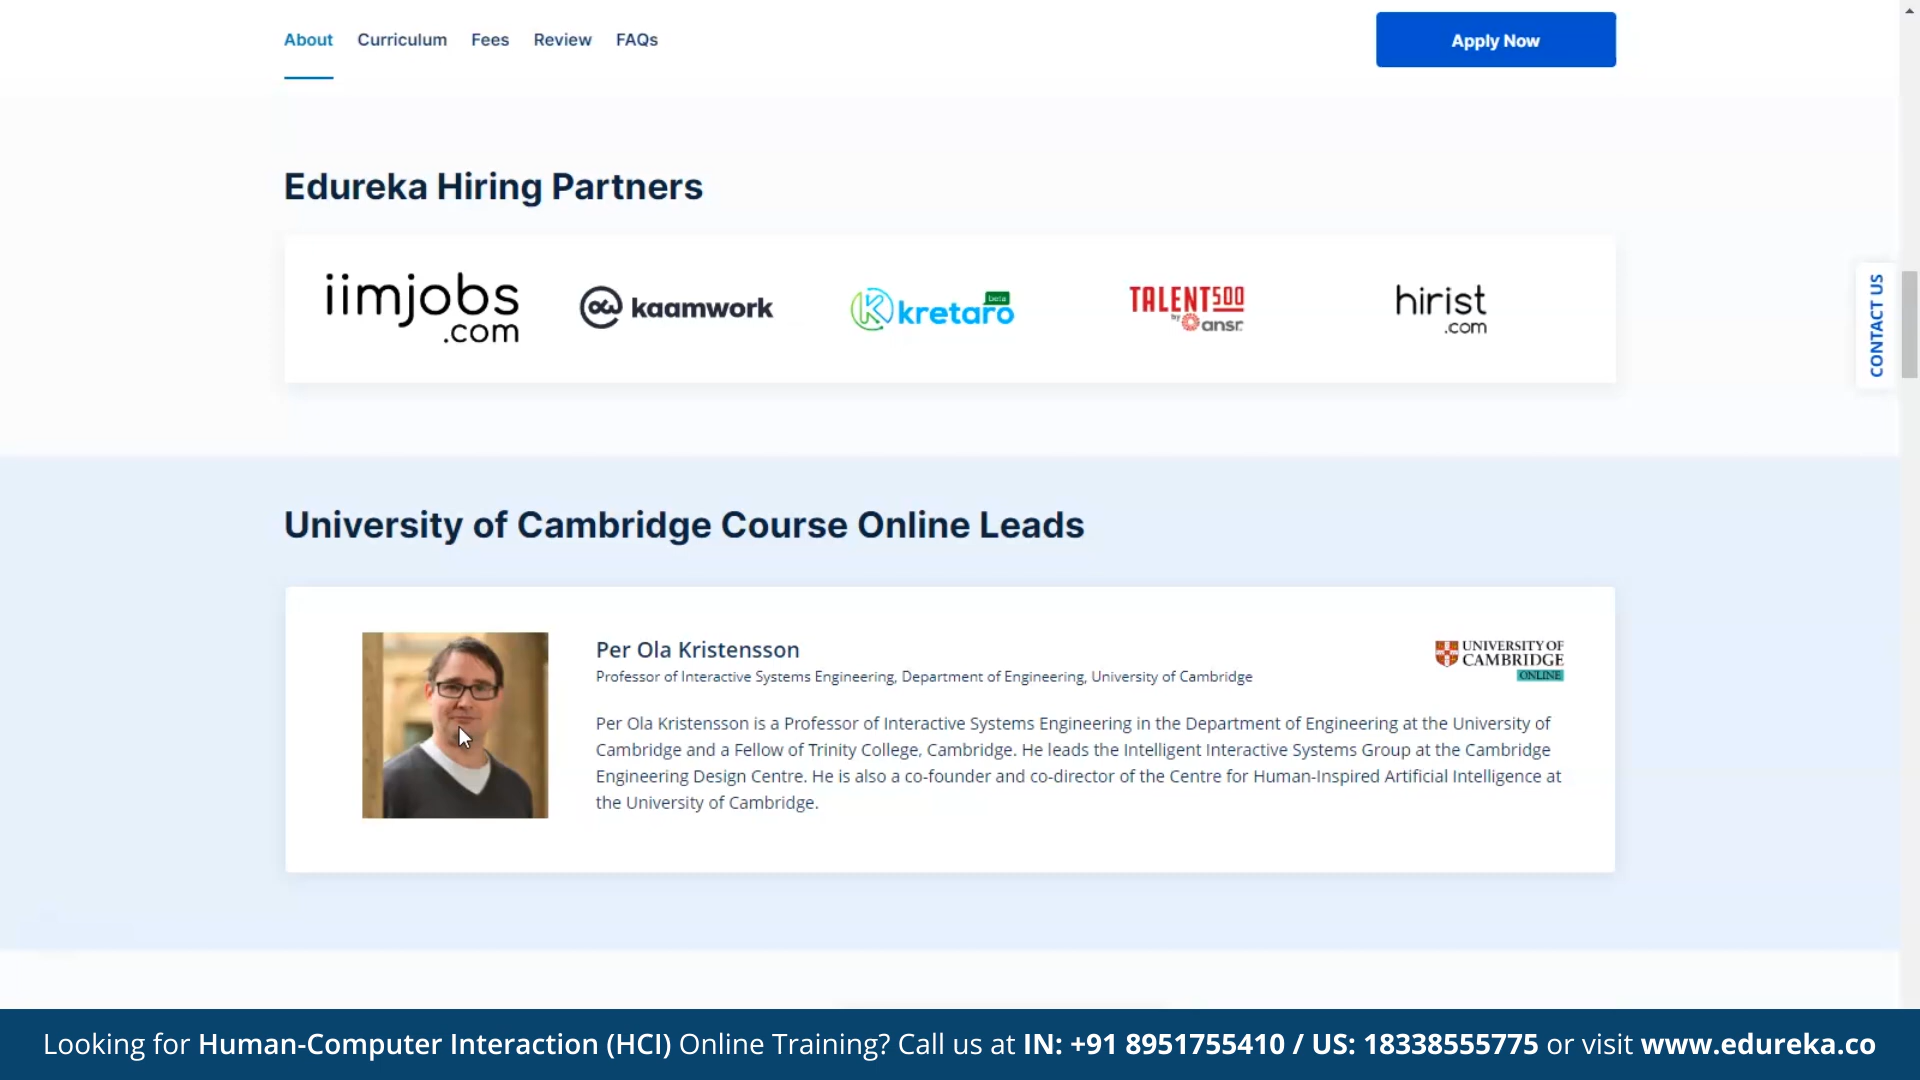 About Curriculum Fees Review FAQs Apply Now
Edureka Hiring Partners
iimjobs
.com
kaamwork
kretaro
beta
TALENT500
by ansr.
hirist
.com
CONTACT US
University of Cambridge Course Online Leads
Per Ola Kristensson
Professor of Interactive Systems Engineering, Department of Engineering, University of Cambridge
UNIVERSITY OF
CAMBRIDGE
ONLINE
Per Ola Kristensson is a Professor of Interactive Systems Engineering in the Department of Engineering at the University of
Cambridge and a Fellow of Trinity College, Cambridge. He leads the Intelligent Interactive Systems Group at the Cambridge
Engineering Design Centre. He is also a co-founder and co-director of the Centre for Human-Inspired Artificial Intelligence at
the University of Cambridge.
Looking for Human-Computer Interaction (HCI) Online Training? Call us at IN: +91 8951755410 / US: 18338555775 or visit www.edureka.co